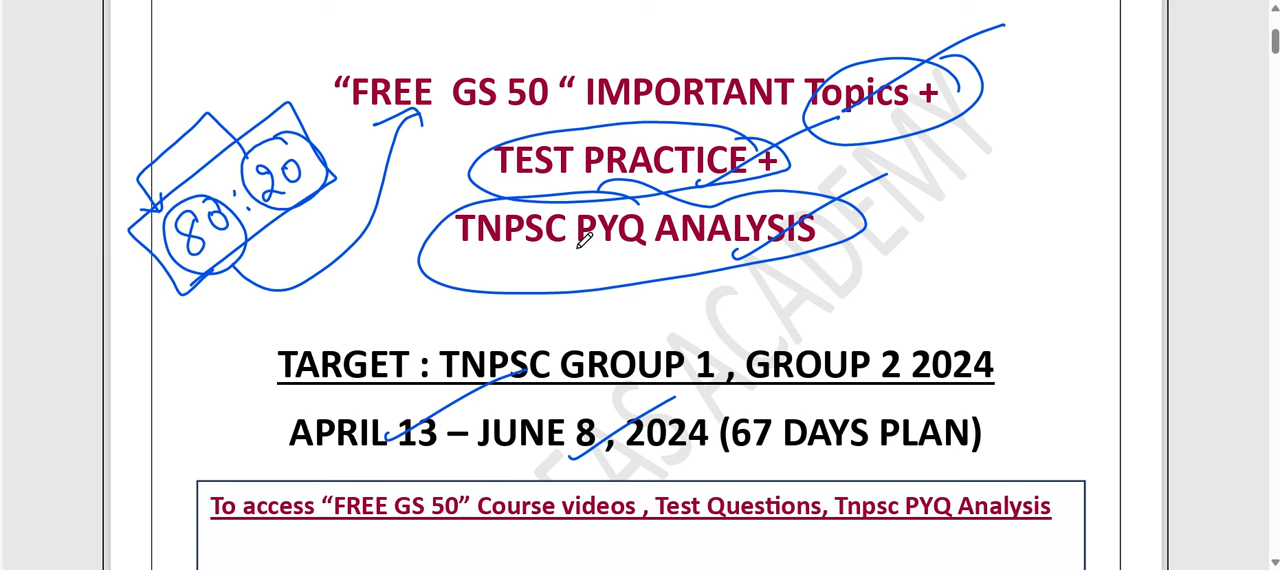 “FREE GS 50 “ IMPORTANT Topics +
TEST PRACTICE +
80:20
TNPSC PYQ ANALYSIS
TARGET : TNPSC GROUP 1 , GROUP 2 2024
APRIL 13 – JUNE 8 , 2024 (67 DAYS PLAN)
To access “FREE GS 50” Course videos , Test Questions, Tnpsc PYQ Analysis
EAS ACADEMY